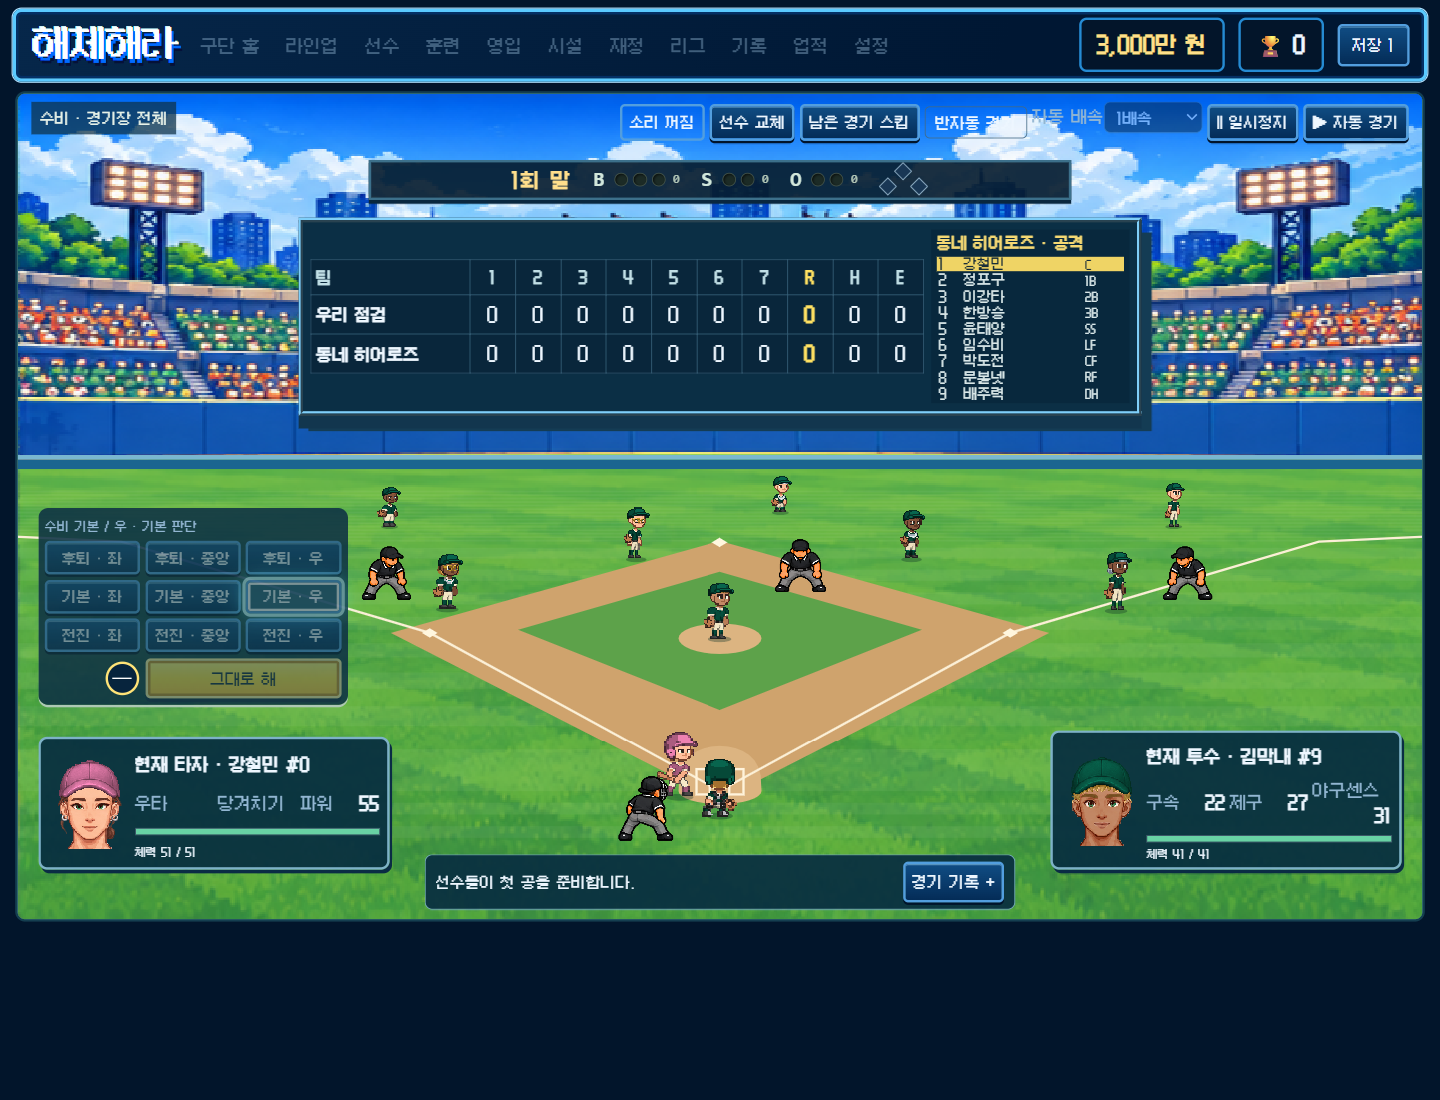 해체해라 구단 홈 라인업 선수 훈련 영입 시설 재정 리그 기록 업적 설정 3,000만 원 0 저장 1
수비 · 경기장 전체 소리 꺼짐 선수 교체 남은 경기 스킵 반자동 자동 배속 1배속 Ⅱ 일시정지 ▶ 자동 경기
1회 말 B 0 S 0 O 0
동네 히어로즈 · 공격
팀 1 2 3 4 5 6 7 R H E
우리 점검 0 0 0 0 0 0 0 0 0 0
동네 히어로즈 0 0 0 0 0 0 0 0 0 0
1 강철민 C
2 정포구 1B
3 이강타 2B
4 한방승 3B
5 윤태양 SS
6 임수비 LF
7 박도전 CF
8 문볼넷 RF
9 배주력 DH
수비 기본 / 우 · 기본 판단
후퇴 · 좌 후퇴 · 중앙 후퇴 · 우
기본 · 좌 기본 · 중앙 기본 · 우
전진 · 좌 전진 · 중앙 전진 · 우
그대로 해
현재 타자 · 강철민 #0
우타 당겨치기 파워 55
체력 51 / 51
현재 투수 · 김막내 #9
구속 22 제구 27 야구센스 31
체력 41 / 41
선수들이 첫 공을 준비합니다. 경기 기록 +